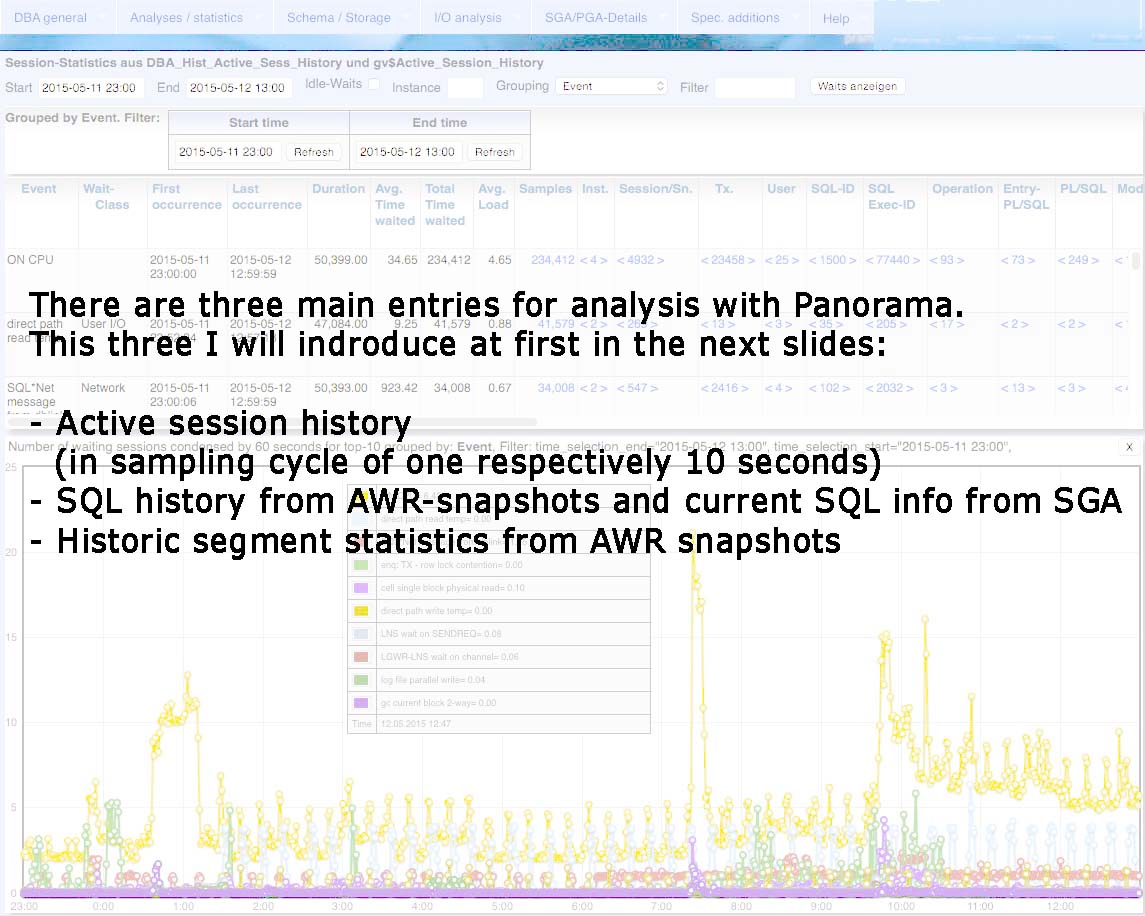 DBA general Analyses / statistics Schema / Storage I/O analysis SGA/PGA-Details Spec. additions Help
Session-Statistics aus DBA_Hist_Active_Sess_History und gv$Active_Session_History
Start 2015-05-11 23:00 End 2015-05-12 13:00 Idle-Waits Instance Grouping Event Filter Waits anzeigen
Grouped by Event. Filter:
Start time End time
2015-05-11 23:00 Refresh 2015-05-12 13:00 Refresh
Event Wait- First Last Duration Avg. Total Avg. Samples Inst. Session/Sn. Tx. User SQL-ID SQL Operation Entry- PL/SQL Mod
Class occurrence occurrence Time Time Load Exec-ID PL/SQL
waited waited
ON CPU 2015-05-11 2015-05-12 50,399.00 34.65 234,412 4.65 234,412 < 4 > < 4932 > < 23458 > < 25 > < 1500 > < 77440 > < 93 > < 73 > < 249 > <
23:00:00 12:59:59
There are three main entries for analysis with Panorama.
direct path User I/O 2015-05-11 2015-05-12 47,084.00 9.25 41,579 0.88 41,579 < 2 > < 13 > < 3 > < 35 > < 205 > < 17 > < 2 > < 2 > <
read temp
This three I will indroduce at first in the next slides:
SQL*Net Network 2015-05-11 2015-05-12 50,393.00 923.42 34,008 0.67 34,008 < 2 > < 547 > < 2416 > < 4 > < 102 > < 2032 > < 3 > < 13 > < 3 > <
message 23:00:06 12:59:59
- Active session history
Number of waiting sessions condensed by 60 seconds for top-10 grouped by: Event, Filter: time_selection_end="2015-05-12 13:00", time_selection_start="2015-05-11 23:00", X
(in sampling cycle of one respectively 10 seconds)
- SQL history from AWR-snapshots and current SQL info from SGA
direct path read temp= 0.00
- Historic segment statistics from AWR snapshots
enq: TX - row lock contention= 0.00
cell single block physical read= 0.10
direct path write temp= 0.00
LNS wait on SENDREQ= 0.08
LGWR-LNS wait on channel= 0.06
log file parallel write= 0.04
gc current block 2-way= 0.00
Time 12.05.2015 12:47
25
20
15
10
5
0
23:00 0:00 1:00 2:00 3:00 4:00 5:00 6:00 7:00 8:00 9:00 10:00 11:00 12:00